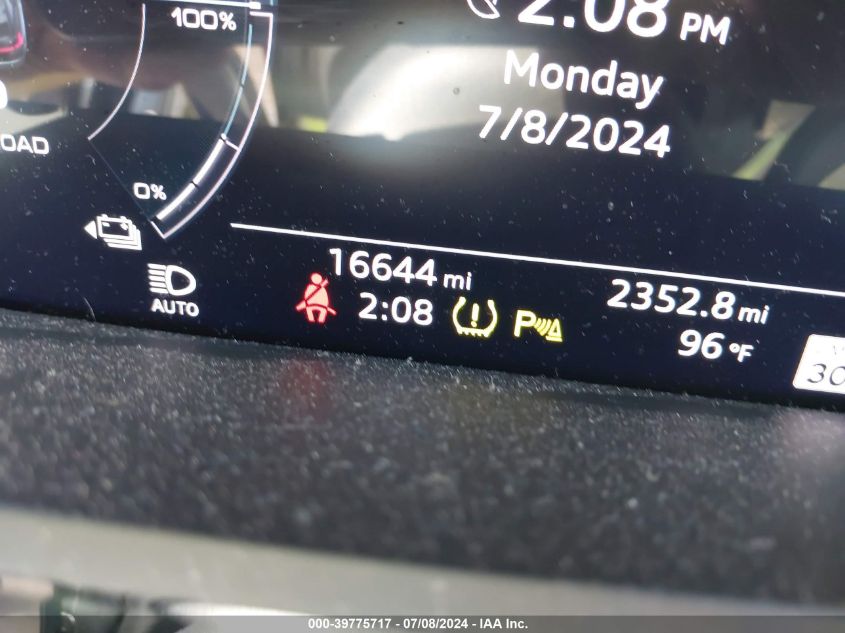 100%
2:08 PM
Monday
7/8/2024
OAD
0%
16644 mi
2352.8 mi
AUTO
2:08
P
96 °F
30
000-39775717 - 07/08/2024 - IAA Inc.